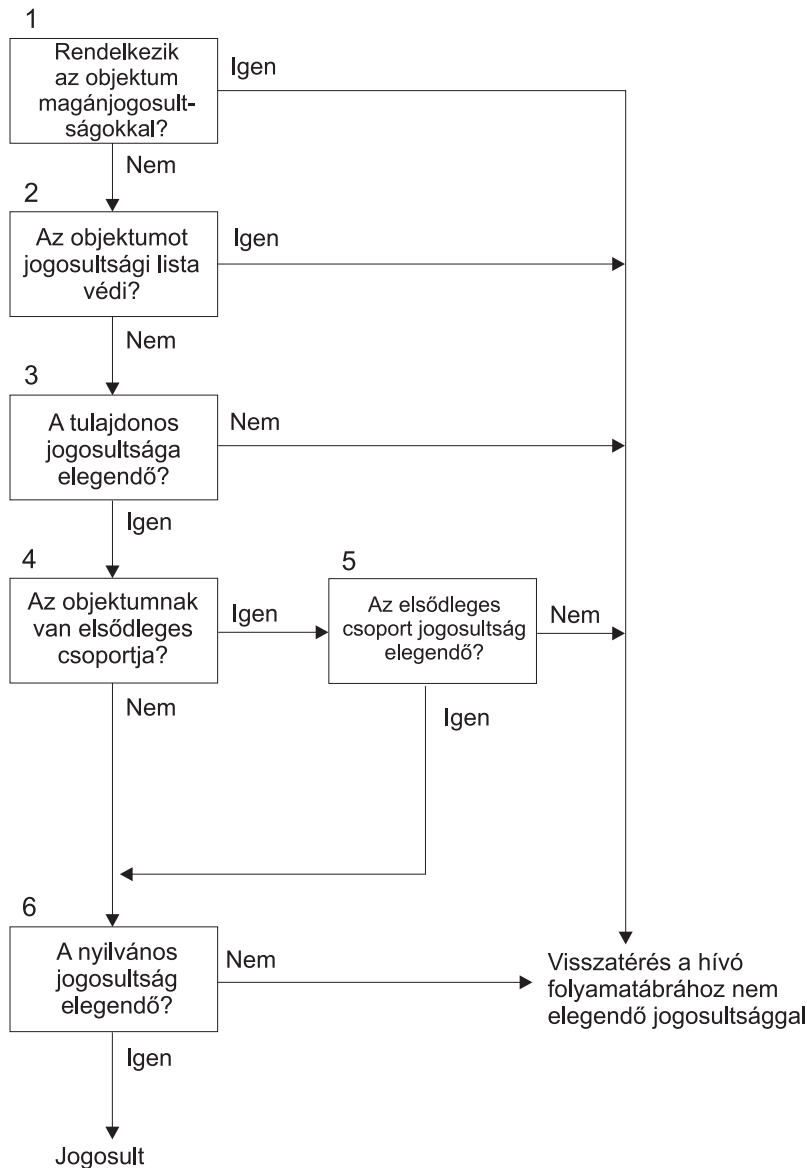 1
Rendelkezik
az objektum
magánjogosult-
ságokkal?
Igen
Nem
2
Az objektumot
jogosultsági lista
védi?
Igen
Nem
3
A tulajdonos
jogosultsága
elegendő?
Nem
Igen
4
Az objektumnak
van elsődleges
csoportja?
Igen
Nem
5
Az elsődleges
csoport jogosultság
elegendő?
Nem
Igen
6
A nyilvános
jogosultság
elegendő?
Nem
Igen
Visszatérés a hívó
folyamatábrához nem
elegendő jogosultsággal
Jogosult